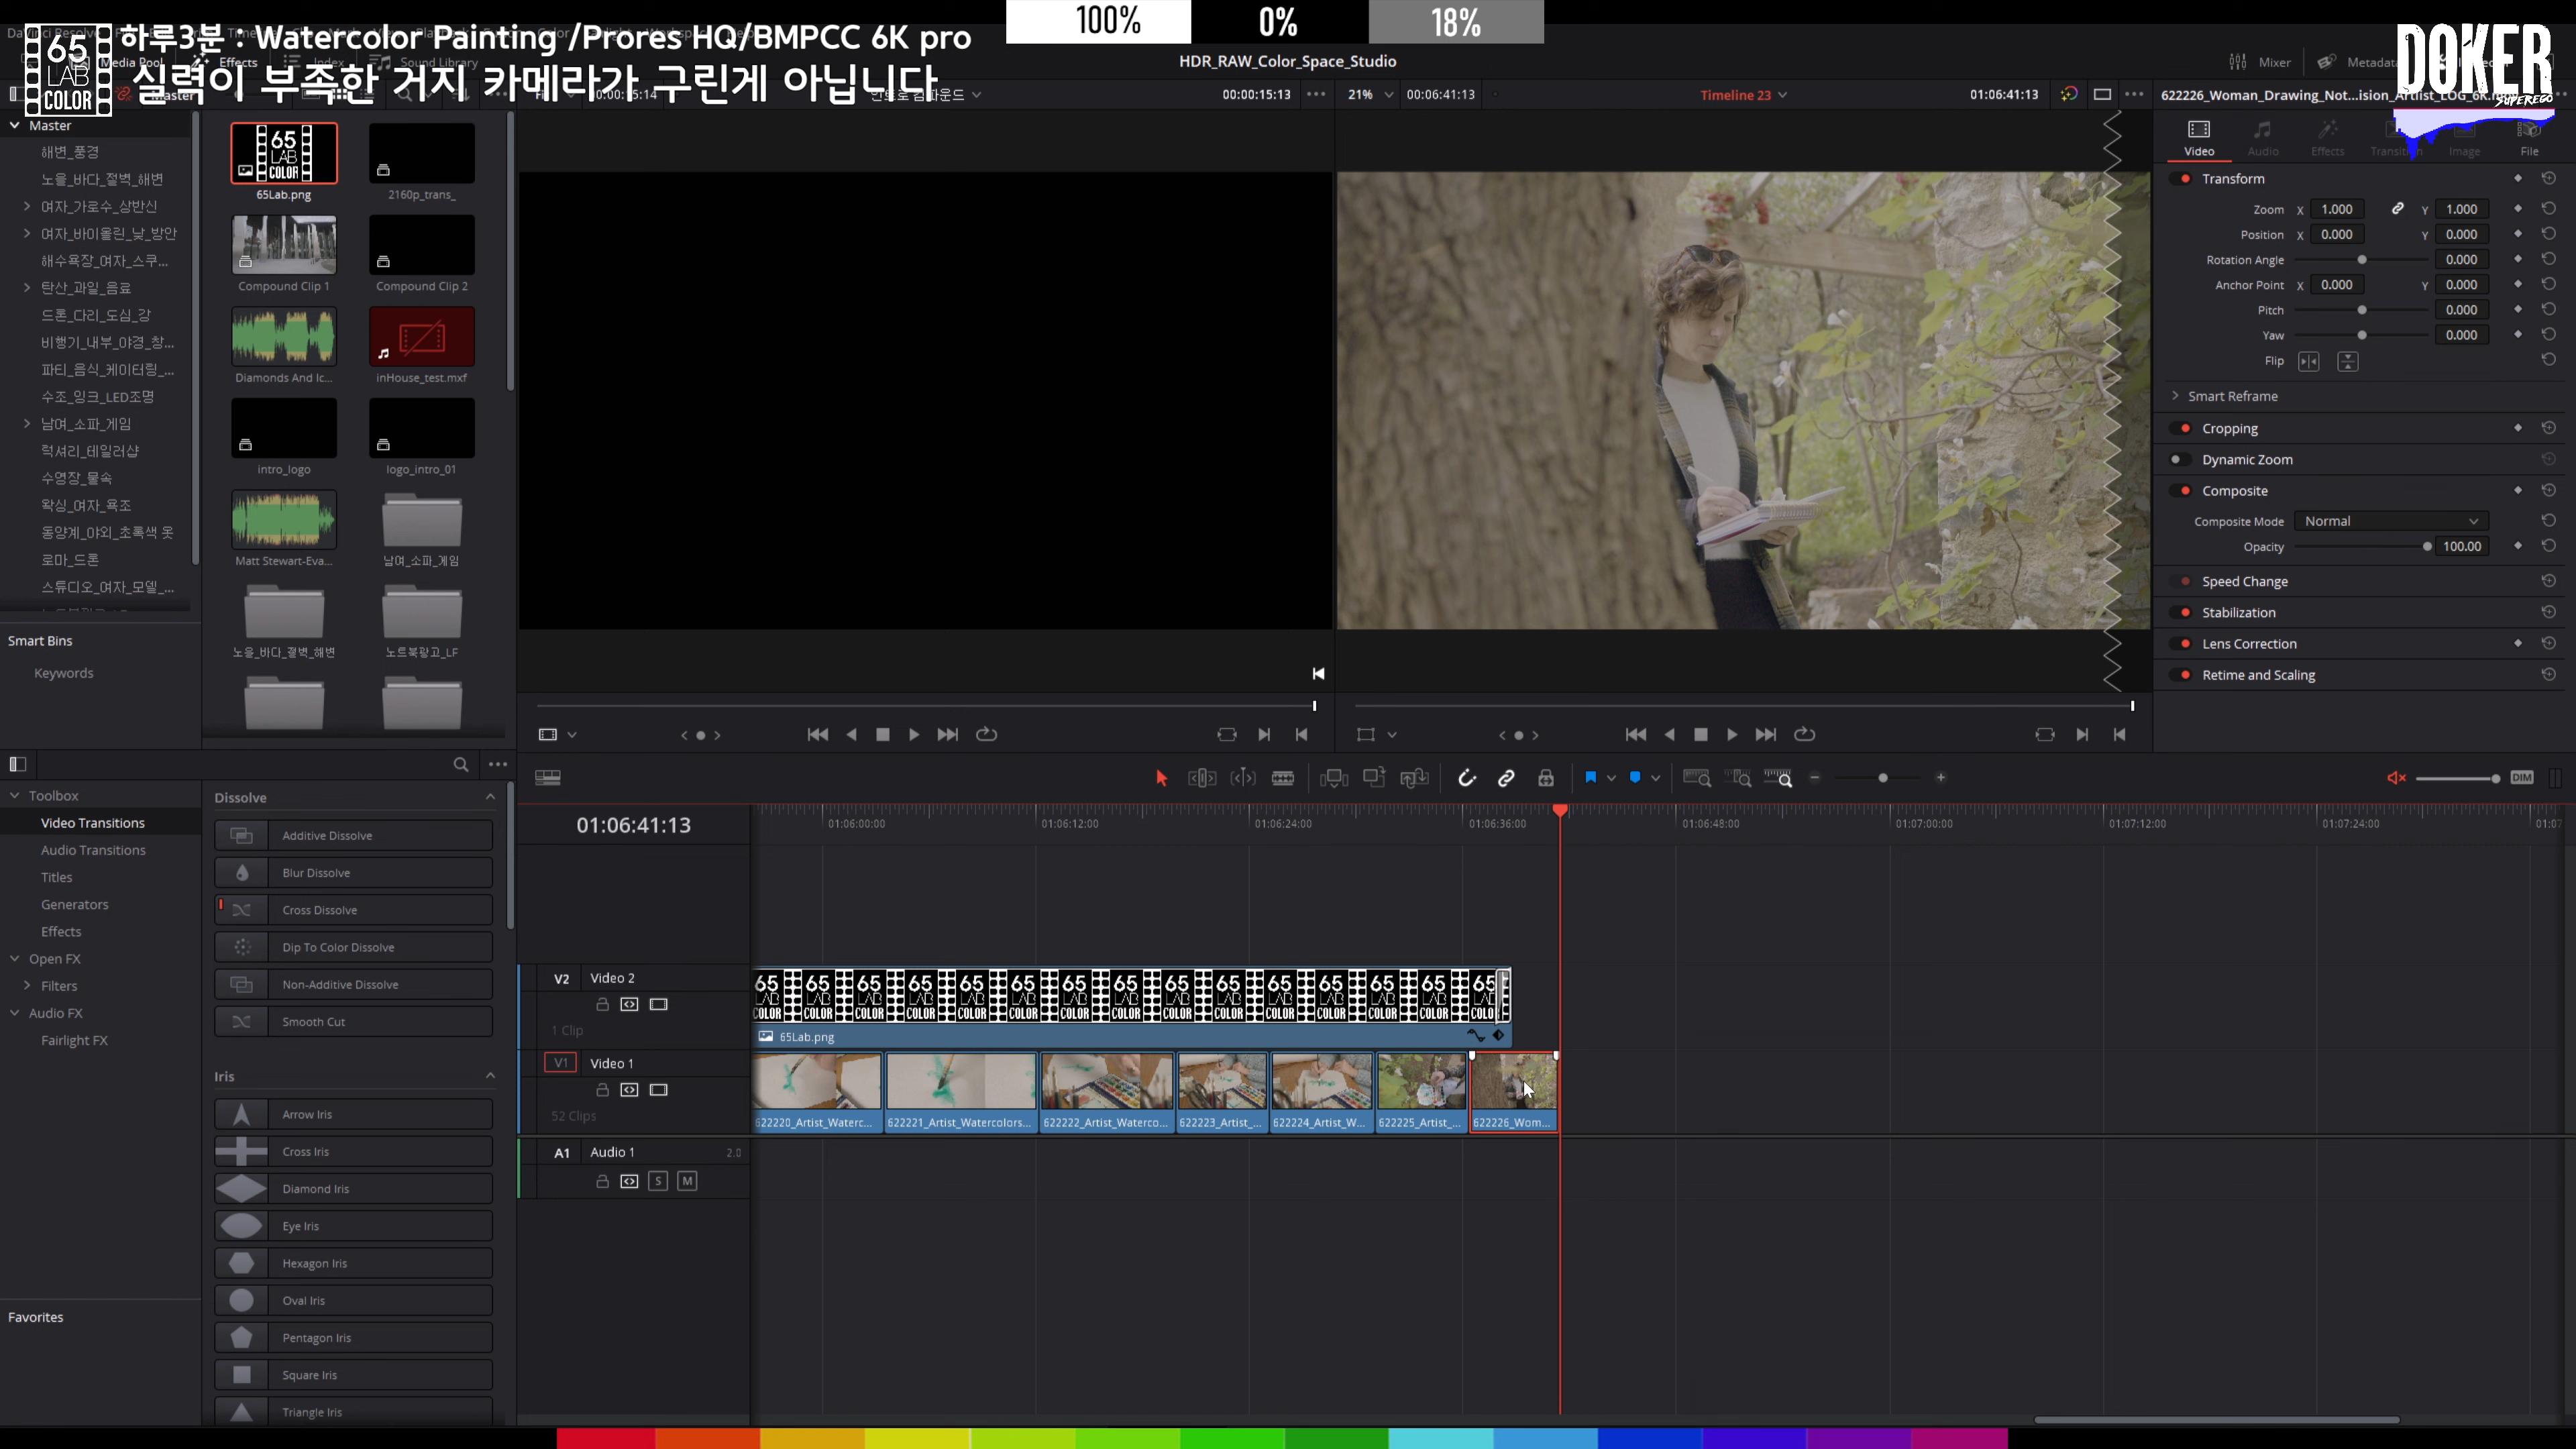 100% 0% 18%
65 LAB COLOR
하루3분 : Watercolor Painting /Prores HQ/BMPCC 6K pro
실력이 부족한 거지 카메라가 구린게 아닙니다
DOKER
SUPEREGO
HDR_RAW_Color_Space_Studio
Media Pool
Effects
Index
Sound Library
Mixer
Metadata
Master
00:00:15:13
21%
00:06:41:13
Timeline 23
01:06:41:13
622226_Woman_Drawing_Not...ision_Artist_LOG_6K.m
Master
해변_풍경
노을_바다_절벽_해변
여자_가로수_상반신
여자_바이올린_낮_방안
해수욕장_여자_스쿠...
탄산_과일_음료
드론_다리_도심_강
비행기_내부_야경_창...
파티_음식_케이터링_...
수조_잉크_LED조명
남여_소파_게임
럭셔리_테일러샵
수영장_물속
왁싱_여자_욕조
동양계_야외_초록색 옷
로마_드론
스튜디오_여자_모델_...
Smart Bins
Keywords
65Lab.png
2160p_trans_
Compound Clip 1
Compound Clip 2
Diamonds And Ic...
inHouse_test.mxf
intro_logo
logo_intro_01
Matt Stewart-Eva...
남여_소파_게임
노을_바다_절벽_해변
노트북광고_LF
Video
Audio
Effects
Transition
Image
File
Transform
Zoom X 1.000 Y 1.000
Position X 0.000 Y 0.000
Rotation Angle 0.000
Anchor Point X 0.000 Y 0.000
Pitch 0.000
Yaw 0.000
Flip
Smart Reframe
Cropping
Dynamic Zoom
Composite
Composite Mode Normal
Opacity 100.00
Speed Change
Stabilization
Lens Correction
Retime and Scaling
DIM
Toolbox
Video Transitions
Audio Transitions
Titles
Generators
Effects
Open FX
Filters
Audio FX
Fairlight FX
Favorites
Dissolve
Additive Dissolve
Blur Dissolve
Cross Dissolve
Dip To Color Dissolve
Non-Additive Dissolve
Smooth Cut
Iris
Arrow Iris
Cross Iris
Diamond Iris
Eye Iris
Hexagon Iris
Oval Iris
Pentagon Iris
Square Iris
Triangle Iris
01:06:41:13
01:06:00:00 01:06:12:00 01:06:24:00 01:06:36:00 01:06:48:00 01:07:00:00 01:07:12:00 01:07:24:00 01:07
V2 Video 2
1 Clip
65Lab.png
V1 Video 1
52 Clips
622220_Artist_Waterc... 622221_Artist_Watercolors... 622222_Artist_Waterco... 622223_Artist_... 622224_Artist_W... 622225_Artist_... 622226_Wom...
A1 Audio 1 2.0
S M